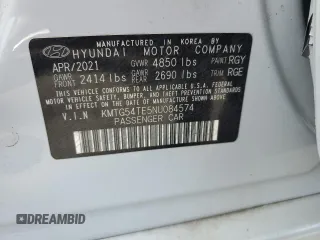 MANUFACTURED IN KOREA BY
HYUNDAI MOTOR COMPANY
APR/2021 GVWR 4850 lbs PAINT RGY
GAWR FRONT 2414 lbs GAWR REAR 2690 lbs TRIM RGE
THIS VEHICLE CONFORMS TO ALL APPLICABLE U.S.A. FEDERAL
MOTOR VEHICLE SAFETY, BUMPER, AND THEFT PREVENTION
STANDARDS IN EFFECT ON THE DATE OF MANUFACTURE
SHOWN ABOVE.
V.I.N KMTG54TE5NU084574
PASSENGER CAR
DREAMBID